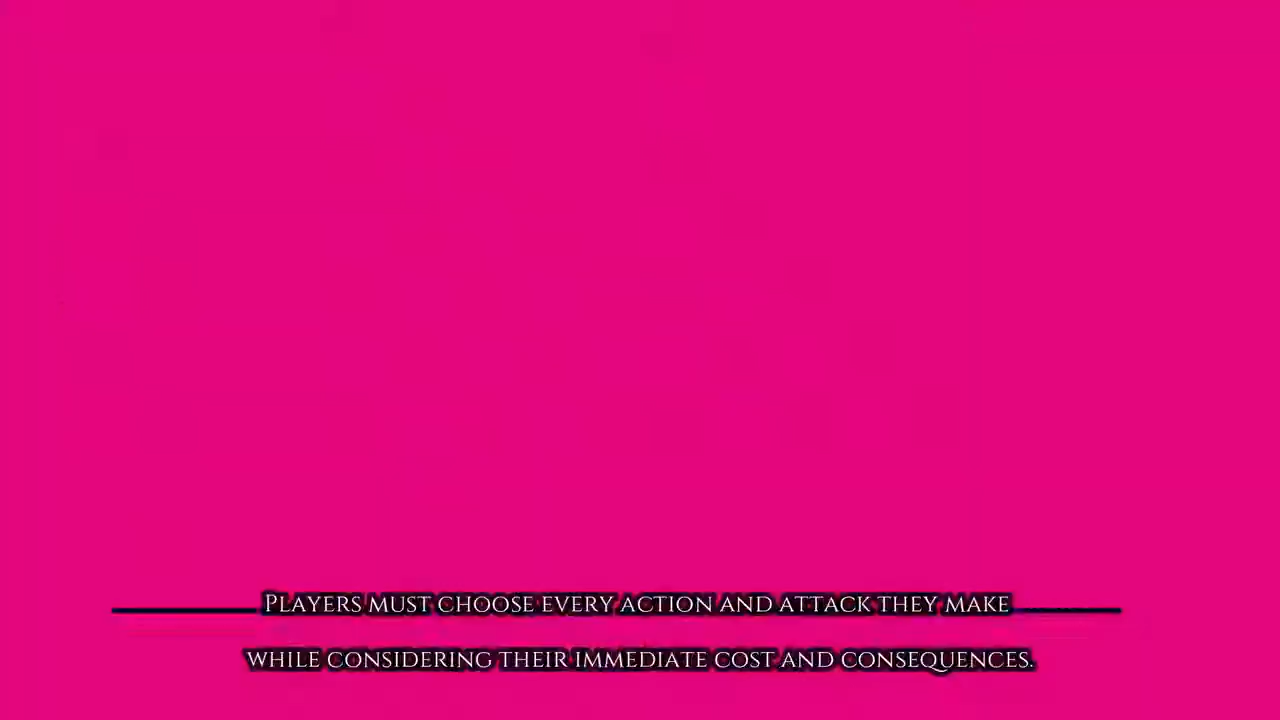 Players must choose every action and attack they make
while considering their immediate cost and consequences.